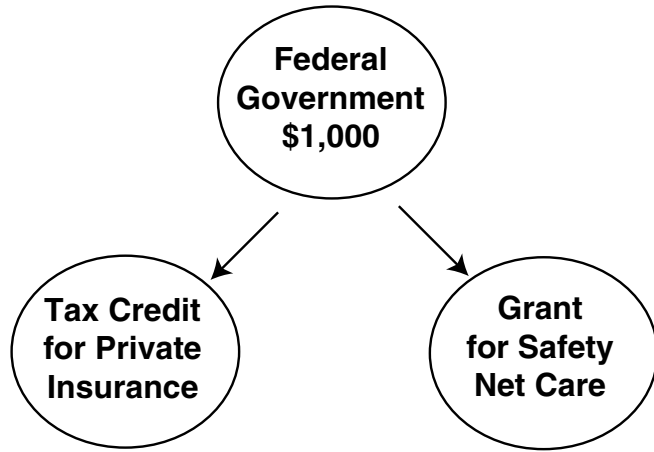 Federal
Government
$1,000
Tax Credit
for Private
Insurance
Grant
for Safety
Net Care